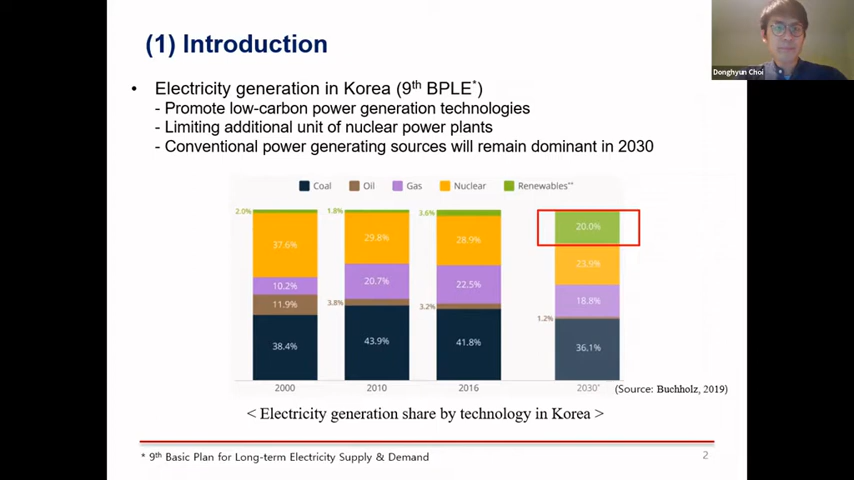 (1) Introduction
Donghyun Choi
• Electricity generation in Korea (9th BPLE*)
- Promote low-carbon power generation technologies
- Limiting additional unit of nuclear power plants
- Conventional power generating sources will remain dominant in 2030
Coal Oil Gas Nuclear Renewables**
2.0% 1.8% 3.6% 20.0%
37.6% 29.8% 28.9% 23.9%
10.2% 20.7% 22.5% 18.8%
11.9% 3.8% 3.2% 1.2%
38.4% 43.9% 41.8% 36.1%
2000 2010 2016 2030*
(Source: Buchholz, 2019)
< Electricity generation share by technology in Korea >
* 9th Basic Plan for Long-term Electricity Supply & Demand
2